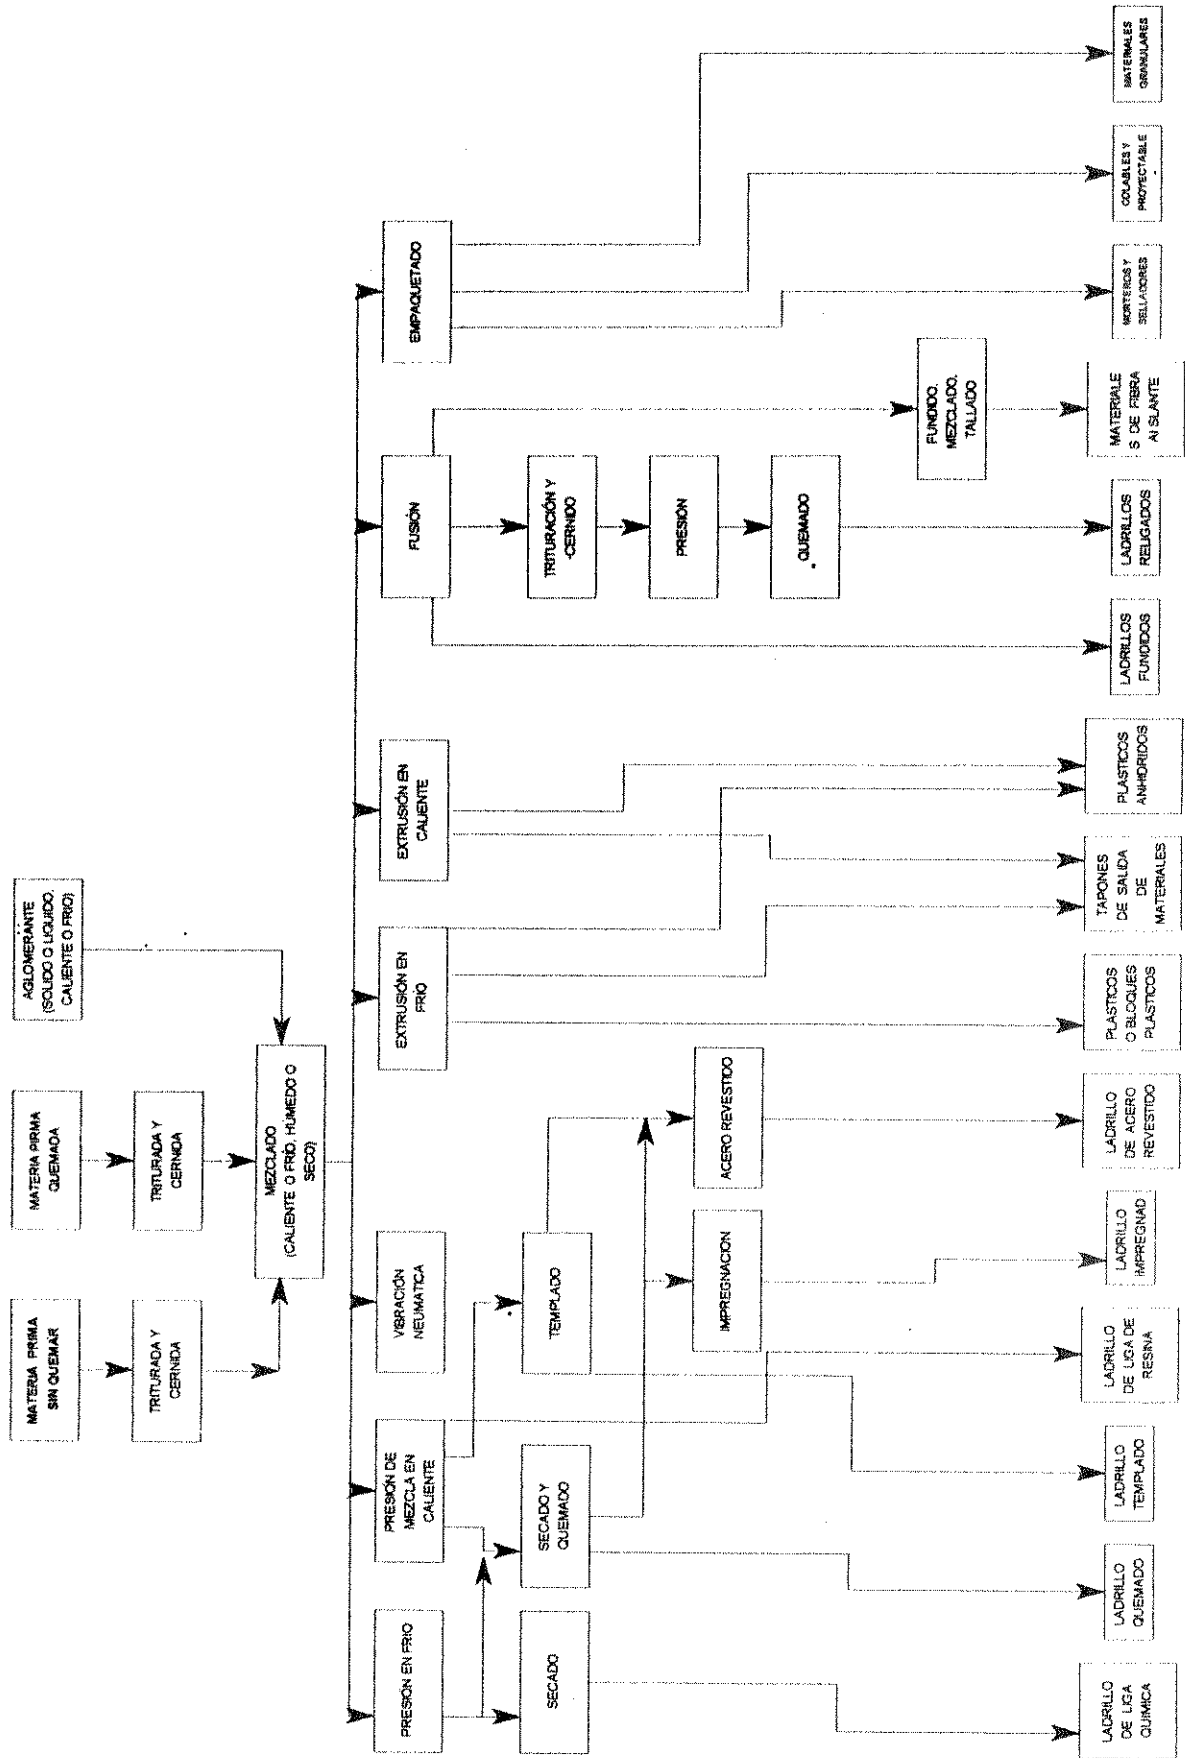 MATERIA PRIMA
SIN QUEMAR
MATERIA PIRMA
QUEMADA
AGLOMERANTE
(SOLIDO O LIQUIDO,
CALIENTE O FRIO)
TRITURADA Y
CERNIDA
TRITURADA Y
CERNIDA
MEZCLADO
(CALIENTE O FRÍO, HUMEDO O
SECO)
PRESIÓN EN FRIO
PRESIÓN DE
MEZCLA EN
CALIENTE
VIBRACIÓN
NEUMATICA
EXTRUSIÓN EN
FRÍO
EXTRUSIÓN EN
CALIENTE
FUSIÓN
EMPAQUETADO
SECADO
SECADO Y
QUEMADO
TEMPLADO
TRITURACIÓN Y
CERNIDO
IMPREGNACION
ACERO REVESTIDO
PRESIÓN
QUEMADO
FUNDIDO,
MEZCLADO,
TALLADO
LADRILLO
DE LIGA
QUIMICA
LADRILLO
QUEMADO
LADRILLO
TEMPLADO
LADRILLO
DE LIGA DE
RESINA
LADRILLO
IMPREGNAD
LADRILLO
DE ACERO
REVESTIDO
PLASTICOS
O BLOQUES
PLASTICOS
TAPONES
DE SALIDA
DE
MATERIALES
PLASTICOS
ANHIDRIDOS
LADRILLOS
FUNDIDOS
LADRILLOS
RELIGADOS
MATERIALE
S DE FIBRA
AISLANTE
MORTEROS Y
SELLADORES
COLABLES Y
PROYECTABLE
MATERIALES
GRANULARES